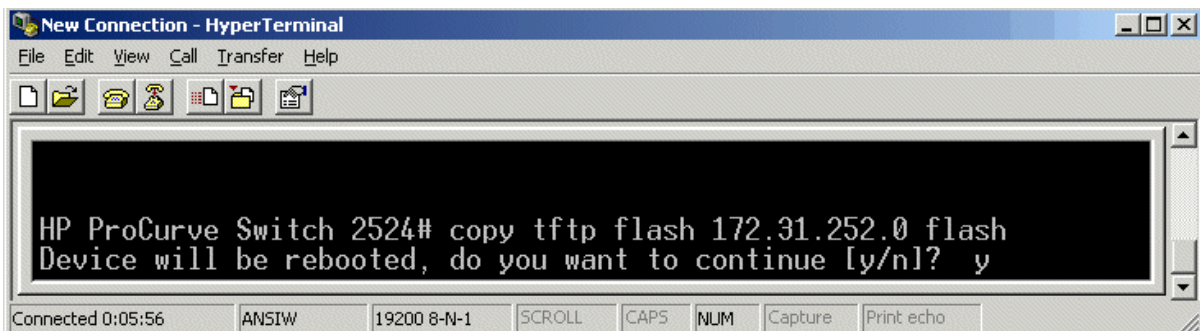 New Connection - HyperTerminal
File Edit View Call Transfer Help
HP ProCurve Switch 2524# copy tftp flash 172.31.252.0 flash
Device will be rebooted, do you want to continue [y/n]? y
Connected 0:05:56 ANSIW 19200 8-N-1 SCROLL CAPS NUM Capture Print echo